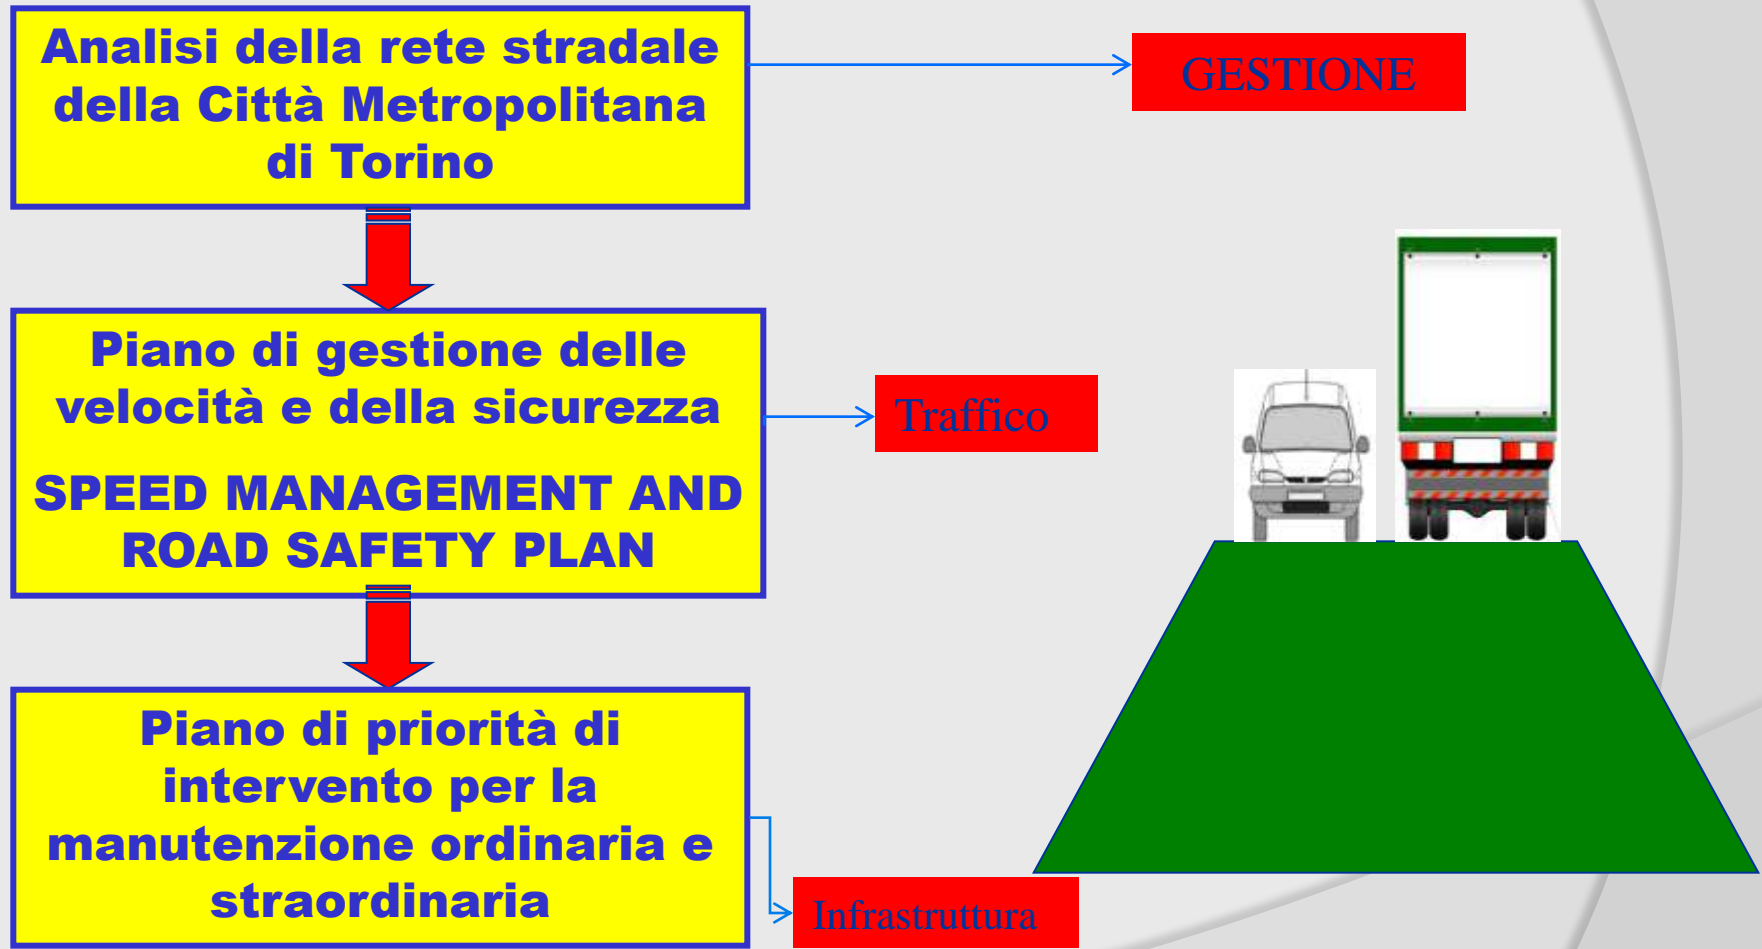 Analisi della rete stradale
della Città Metropolitana
di Torino
GESTIONE
Piano di gestione delle
velocità e della sicurezza
SPEED MANAGEMENT AND
ROAD SAFETY PLAN
Traffico
Piano di priorità di
intervento per la
manutenzione ordinaria e
straordinaria
Infrastruttura